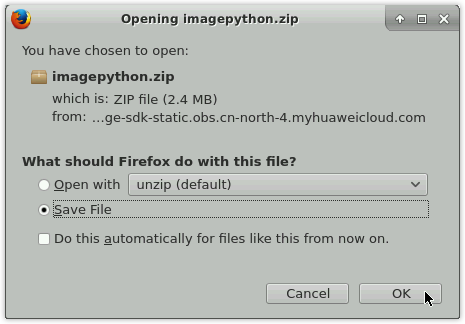 Opening imagepython.zip
You have chosen to open:
imagepython.zip
which is: ZIP file (2.4 MB)
from: ...ge-sdk-static.obs.cn-north-4.myhuaweicloud.com
What should Firefox do with this file?
Open with unzip (default)
Save File
Do this automatically for files like this from now on.
Cancel OK